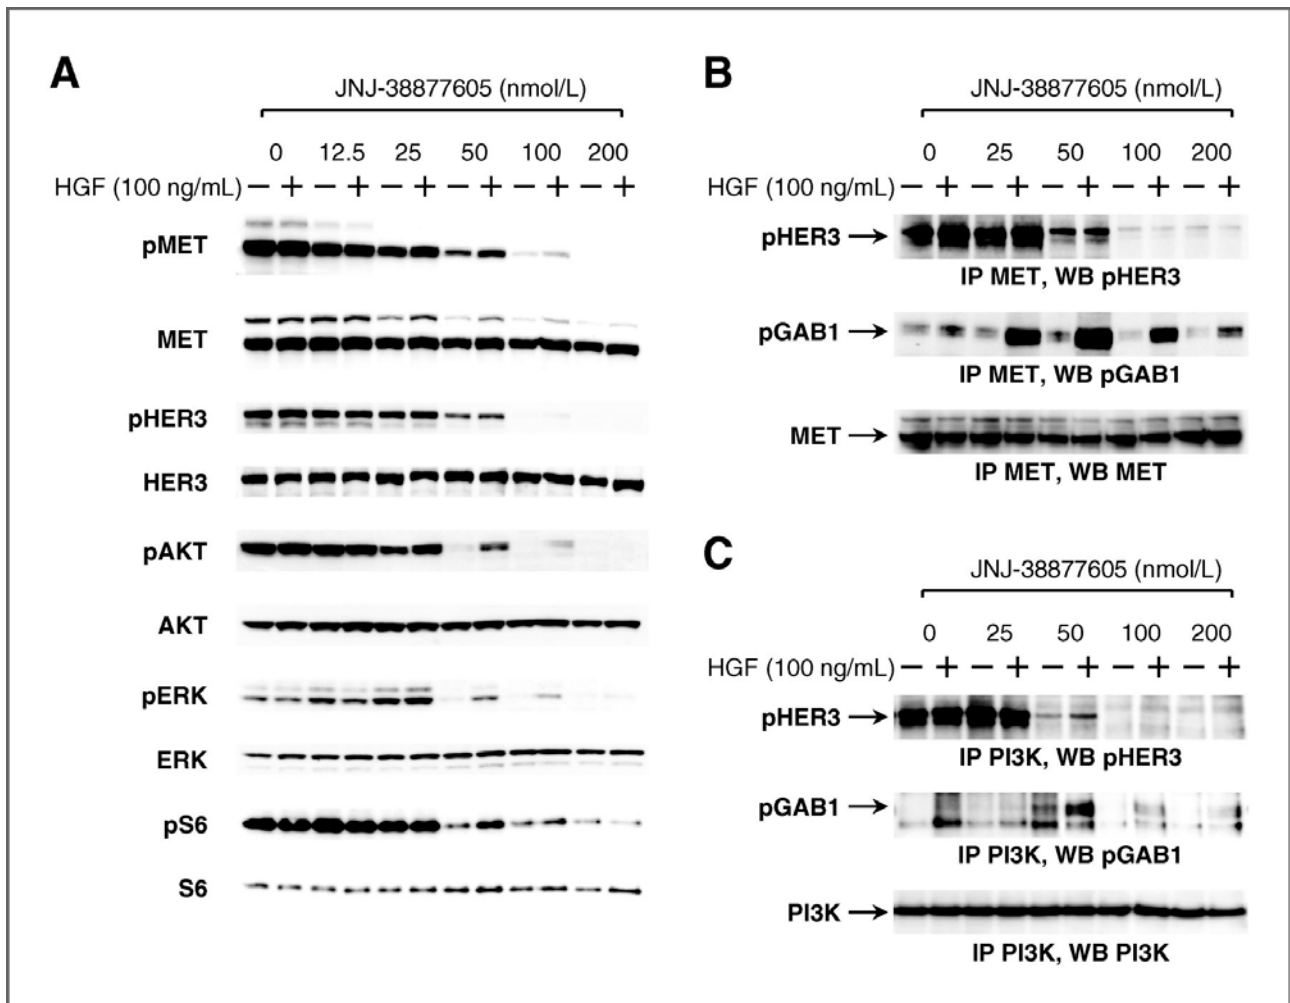 A
JNJ-38877605 (nmol/L)
0 12.5 25 50 100 200
HGF (100 ng/mL) − + − + − + − + − + − +
pMET
MET
pHER3
HER3
pAKT
AKT
pERK
ERK
pS6
S6
B
JNJ-38877605 (nmol/L)
0 25 50 100 200
HGF (100 ng/mL) − + − + − + − + − +
pHER3
IP MET, WB pHER3
pGAB1
IP MET, WB pGAB1
MET
IP MET, WB MET
C
JNJ-38877605 (nmol/L)
0 25 50 100 200
HGF (100 ng/mL) − + − + − + − + − +
pHER3
IP PI3K, WB pHER3
pGAB1
IP PI3K, WB pGAB1
PI3K
IP PI3K, WB PI3K